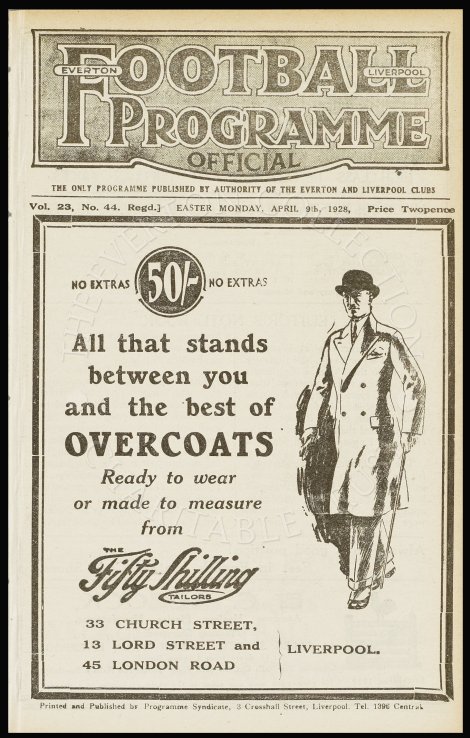 FOOTBALL
EVERTON LIVERPOOL
PROGRAMME
OFFICIAL
THE ONLY PROGRAMME PUBLISHED BY AUTHORITY OF THE EVERTON AND LIVERPOOL CLUBS
Vol. 23, No. 44. Regd.] EASTER MONDAY, APRIL 9th, 1928, Price Twopence
NO EXTRAS 50/- NO EXTRAS
All that stands
between you
and the best of
OVERCOATS
Ready to wear
or made to measure
from
THE
Fifty Shilling
TAILORS
33 CHURCH STREET,
13 LORD STREET and
45 LONDON ROAD
LIVERPOOL.
Printed and Published by Programme Syndicate, 3 Crosshall Street, Liverpool. Tel. 1396 Central